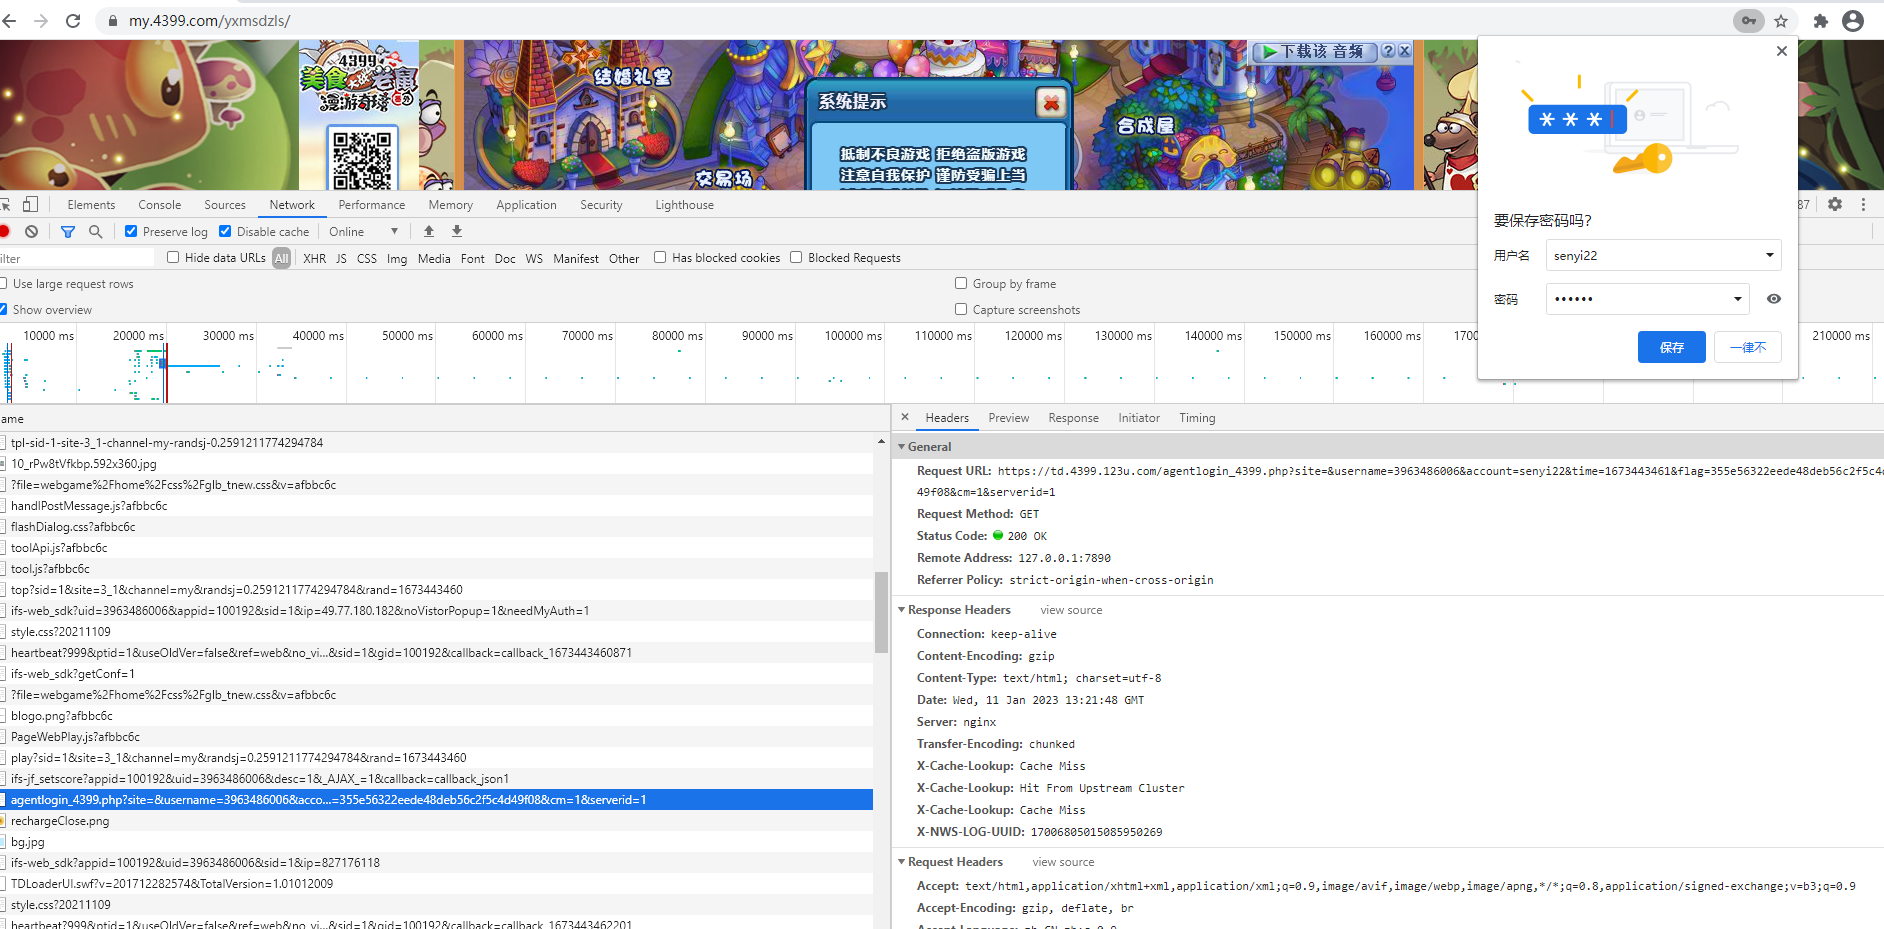 my.4399.com/yxmsdzls/
4399
美食大老鼠
漫游奇境
结婚礼堂
下载该 音频
系统提示
抵制不良游戏 拒绝盗版游戏
注意自我保护 谨防受骗上当
合成屋
交易场
要保存密码吗?
用户名 senyi22
密码 ••••••
保存 一律不
Elements Console Sources Network Performance Memory Application Security Lighthouse 87
Preserve log Disable cache Online
ilter Hide data URLs All XHR JS CSS Img Media Font Doc WS Manifest Other Has blocked cookies Blocked Requests
Use large request rows Group by frame
Show overview Capture screenshots
10000 ms 20000 ms 30000 ms 40000 ms 50000 ms 60000 ms 70000 ms 80000 ms 90000 ms 100000 ms 110000 ms 120000 ms 130000 ms 140000 ms 150000 ms 160000 ms 170 210000 ms
ame
tpl-sid-1-site-3_1-channel-my-randsj-0.2591211774294784
10_rPw8tVfkbp.592x360.jpg
?file=webgame%2Fhome%2Fcss%2Fglb_tnew.css&v=afbbc6c
handlPostMessage.js?afbbc6c
flashDialog.css?afbbc6c
toolApi.js?afbbc6c
tool.js?afbbc6c
top?sid=1&site=3_1&channel=my&randsj=0.2591211774294784&rand=1673443460
ifs-web_sdk?uid=3963486006&appid=100192&sid=1&ip=49.77.180.182&noVistorPopup=1&needMyAuth=1
style.css?20211109
heartbeat?999&ptid=1&useOldVer=false&ref=web&no_vi...&sid=1&gid=100192&callback=callback_1673443460871
ifs-web_sdk?getConf=1
?file=webgame%2Fhome%2Fcss%2Fglb_tnew.css&v=afbbc6c
blogo.png?afbbc6c
PageWebPlay.js?afbbc6c
play?sid=1&site=3_1&channel=my&randsj=0.2591211774294784&rand=1673443460
ifs-jf_setscore?appid=100192&uid=3963486006&desc=1&_AJAX_=1&callback=callback_json1
agentlogin_4399.php?site=&username=3963486006&acco...=355e56322eede48deb56c2f5c4d49f08&cm=1&serverid=1
rechargeClose.png
bg.jpg
ifs-web_sdk?appid=100192&uid=3963486006&sid=1&ip=827176118
TDLoaderUI.swf?v=201712282574&TotalVersion=1.01012009
style.css?20211109
heartbeat?999&ptid=1&useOldVer=false&ref=web&no_vi...&sid=1&gid=100192&callback=callback_1673443462201
Headers Preview Response Initiator Timing
General
Request URL: https://td.4399.123u.com/agentlogin_4399.php?site=&username=3963486006&account=senyi22&time=1673443461&flag=355e56322eede48deb56c2f5c4d
49f08&cm=1&serverid=1
Request Method: GET
Status Code: 200 OK
Remote Address: 127.0.0.1:7890
Referrer Policy: strict-origin-when-cross-origin
Response Headers view source
Connection: keep-alive
Content-Encoding: gzip
Content-Type: text/html; charset=utf-8
Date: Wed, 11 Jan 2023 13:21:48 GMT
Server: nginx
Transfer-Encoding: chunked
X-Cache-Lookup: Cache Miss
X-Cache-Lookup: Hit From Upstream Cluster
X-Cache-Lookup: Cache Miss
X-NWS-LOG-UUID: 17006805015085950269
Request Headers view source
Accept: text/html,application/xhtml+xml,application/xml;q=0.9,image/avif,image/webp,image/apng,*/*;q=0.8,application/signed-exchange;v=b3;q=0.9
Accept-Encoding: gzip, deflate, br